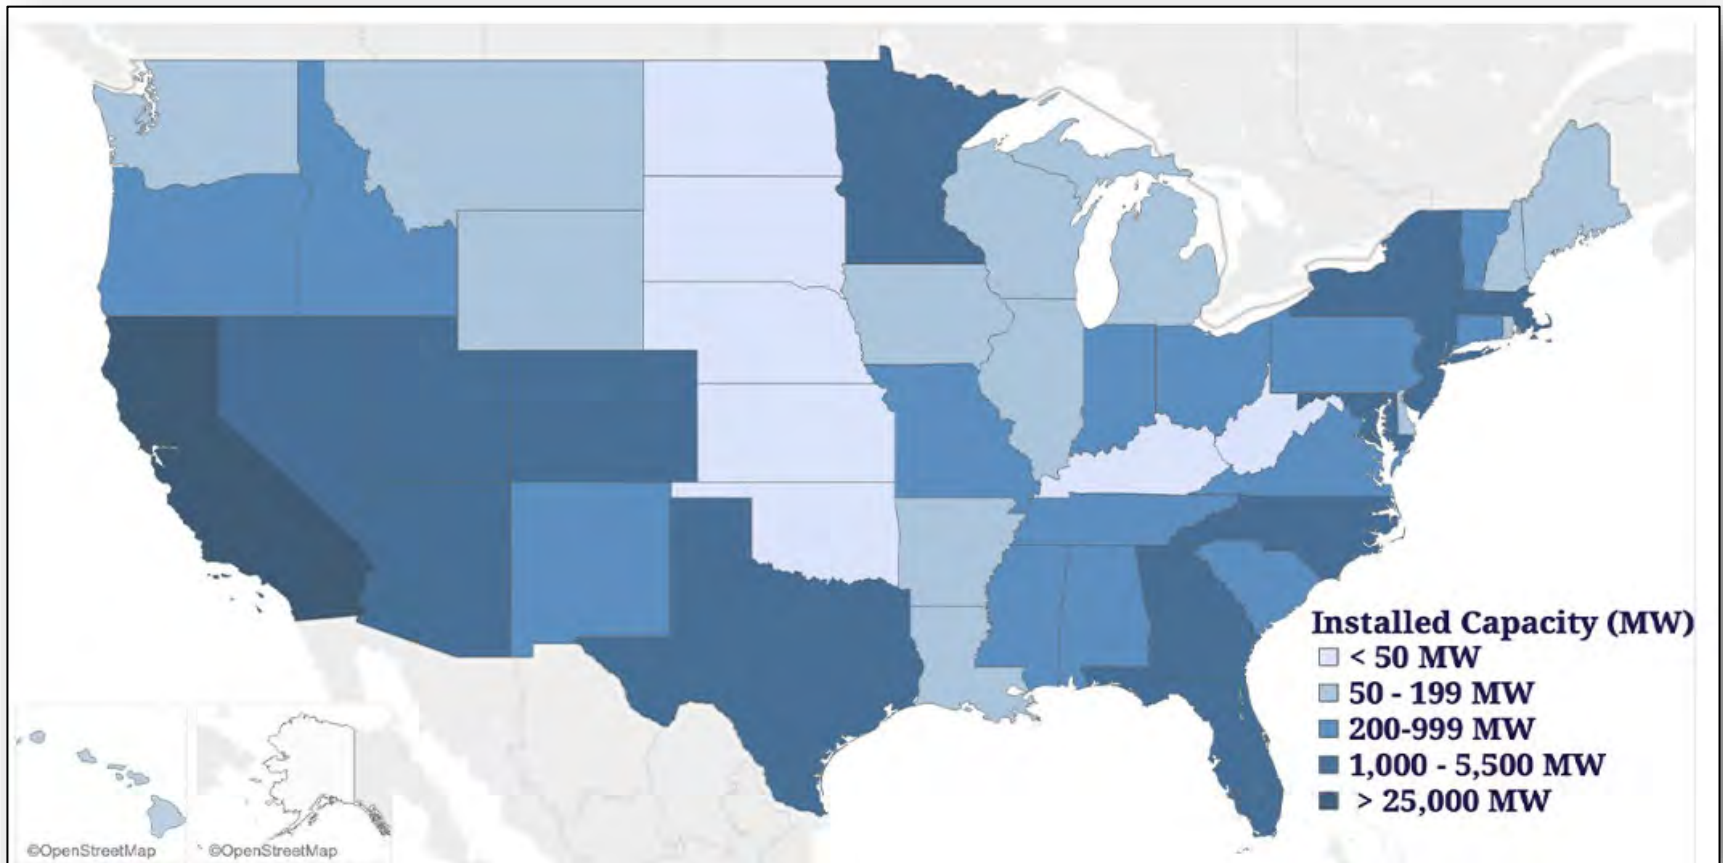 Installed Capacity (MW)
< 50 MW
50 - 199 MW
200-999 MW
1,000 - 5,500 MW
> 25,000 MW
©OpenStreetMap
©OpenStreetMap